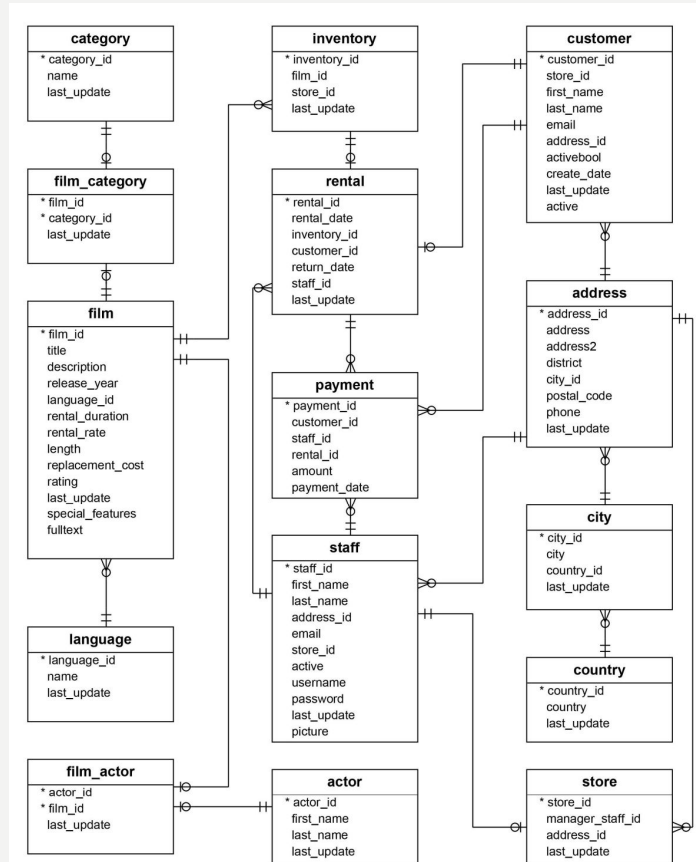 category
* category_id
name
last_update
film_category
* film_id
* category_id
last_update
film
* film_id
title
description
release_year
language_id
rental_duration
rental_rate
length
replacement_cost
rating
last_update
special_features
fulltext
language
* language_id
name
last_update
film_actor
* actor_id
* film_id
last_update
inventory
* inventory_id
film_id
store_id
last_update
rental
* rental_id
rental_date
inventory_id
customer_id
return_date
staff_id
last_update
payment
* payment_id
customer_id
staff_id
rental_id
amount
payment_date
staff
* staff_id
first_name
last_name
address_id
email
store_id
active
username
password
last_update
picture
actor
* actor_id
first_name
last_name
last_update
customer
* customer_id
store_id
first_name
last_name
email
address_id
activebool
create_date
last_update
active
address
* address_id
address
address2
district
city_id
postal_code
phone
last_update
city
* city_id
city
country_id
last_update
country
* country_id
country
last_update
store
* store_id
manager_staff_id
address_id
last_update